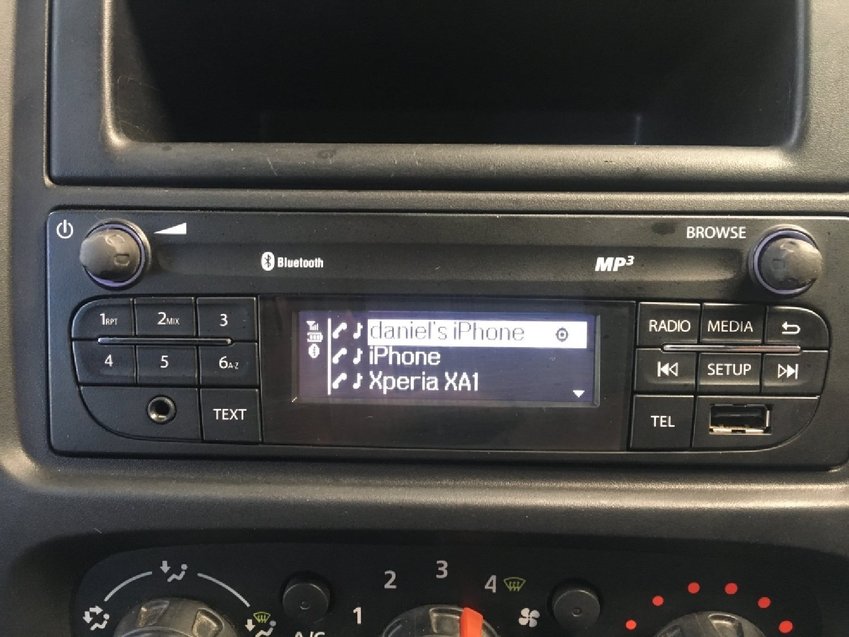 BROWSE
Bluetooth
MP3
1RPT 2MIX 3
4 5 6A-Z
TEXT
daniel's iPhone
iPhone
Xperia XA1
RADIO MEDIA
SETUP
TEL
1 2 3 4
A/C